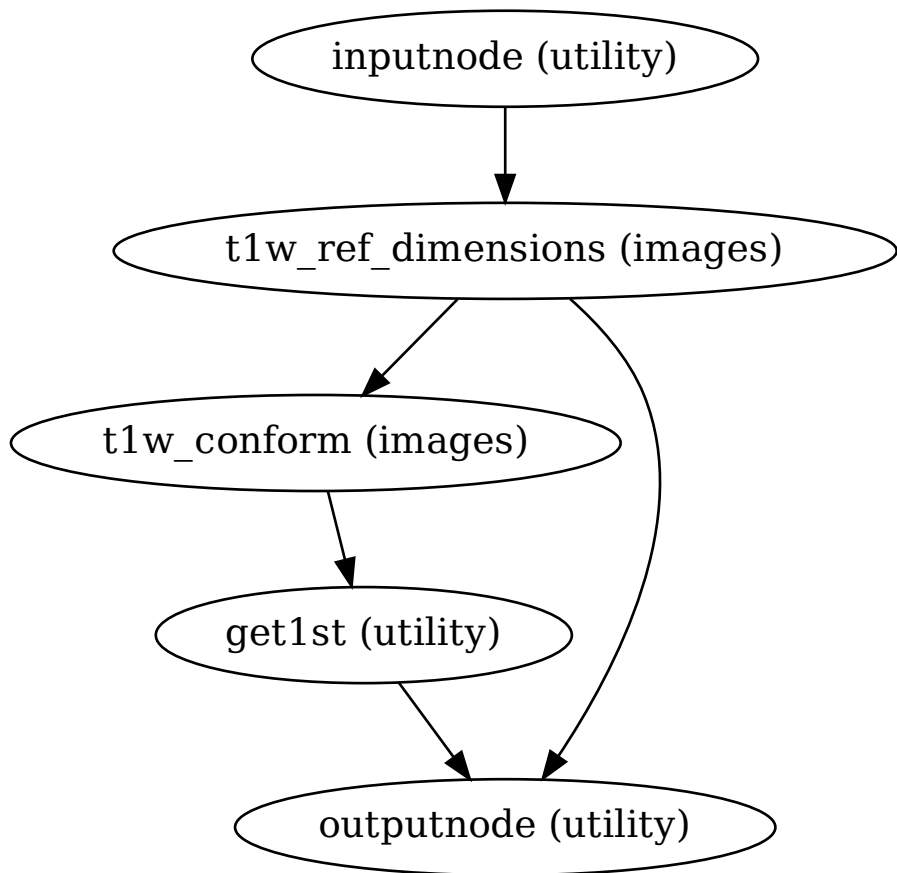 inputnode (utility)
t1w_ref_dimensions (images)
t1w_conform (images)
get1st (utility)
outputnode (utility)